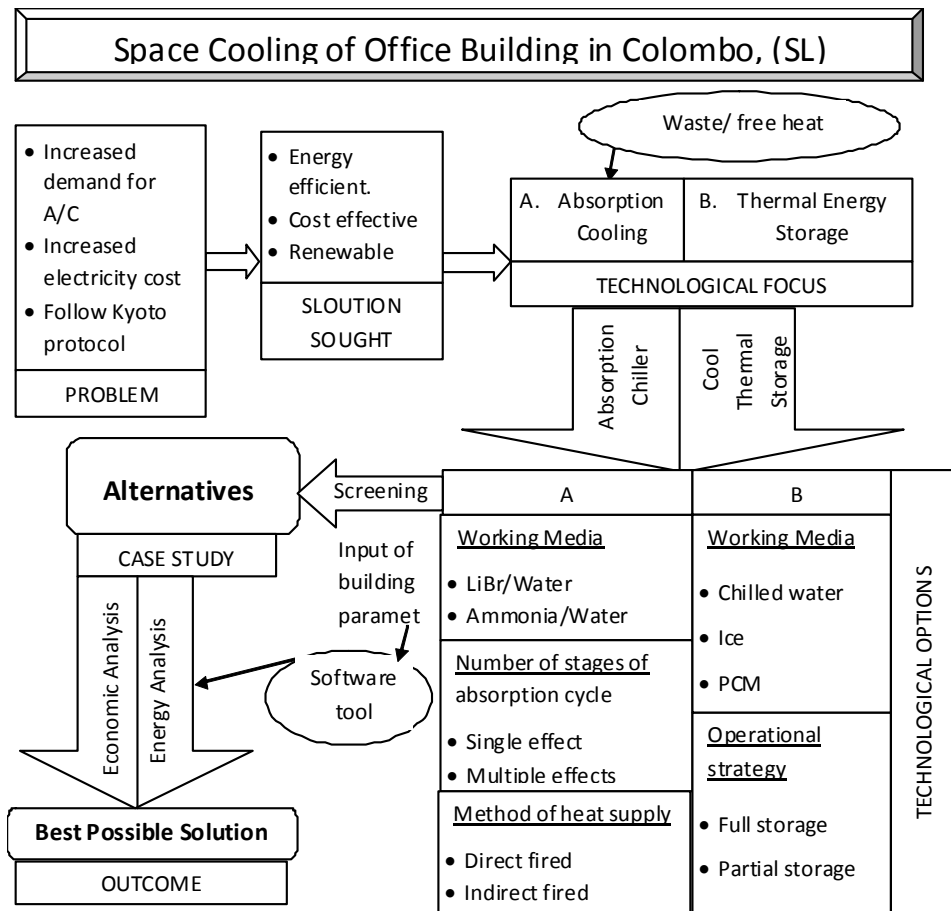 Space Cooling of Office Building in Colombo, (SL)
Waste/ free heat
• Increased
demand for
A/C
• Increased
electricity cost
• Follow Kyoto
protocol
PROBLEM
• Energy
efficient.
• Cost effective
• Renewable
SLOUTION
SOUGHT
A. Absorption
Cooling
B. Thermal Energy
Storage
TECHNOLOGICAL FOCUS
Absorption
Chiller
Cool
Thermal
Storage
Alternatives
CASE STUDY
Screening
Input of
building
paramet
Software
tool
Economic Analysis
Energy Analysis
Best Possible Solution
OUTCOME
A
Working Media
• LiBr/Water
• Ammonia/Water
Number of stages of
absorption cycle
• Single effect
• Multiple effects
Method of heat supply
• Direct fired
• Indirect fired
B
Working Media
• Chilled water
• Ice
• PCM
Operational
strategy
• Full storage
• Partial storage
TECHNOLOGICAL OPTIONS